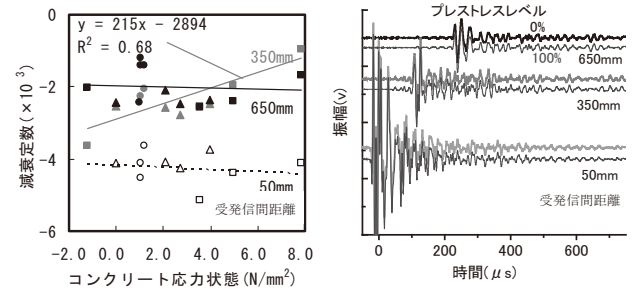 y = 215x - 2894
R² = 0.68
350mm
650mm
50mm
受発信間距離
減衰定数(×10³)
0
-2
-4
-6
-2.0 0.0 2.0 4.0 6.0 8.0
コンクリート応力状態(N/mm²)
プレストレスレベル
0%
100%
650mm
350mm
50mm
受発信間距離
振幅(v)
0 200 400 600
時間(μs)